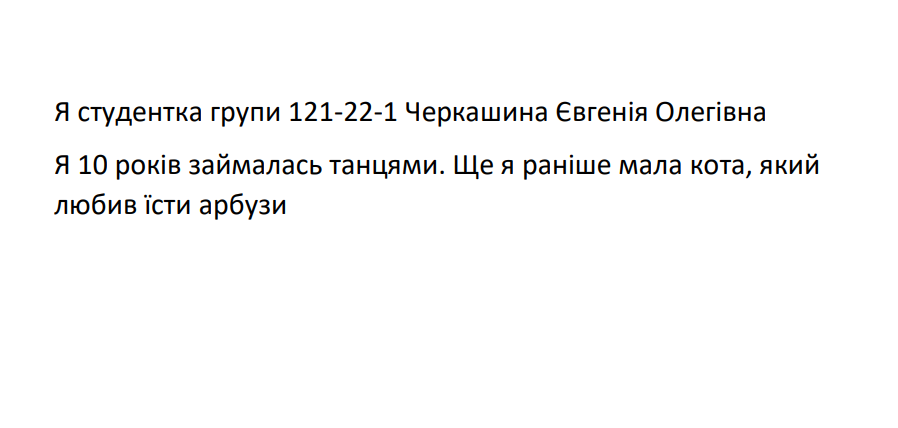 Я студентка групи 121-22-1 Черкашина Євгенія Олегівна
Я 10 років займалась танцями. Ще я раніше мала кота, який
любив їсти арбузи